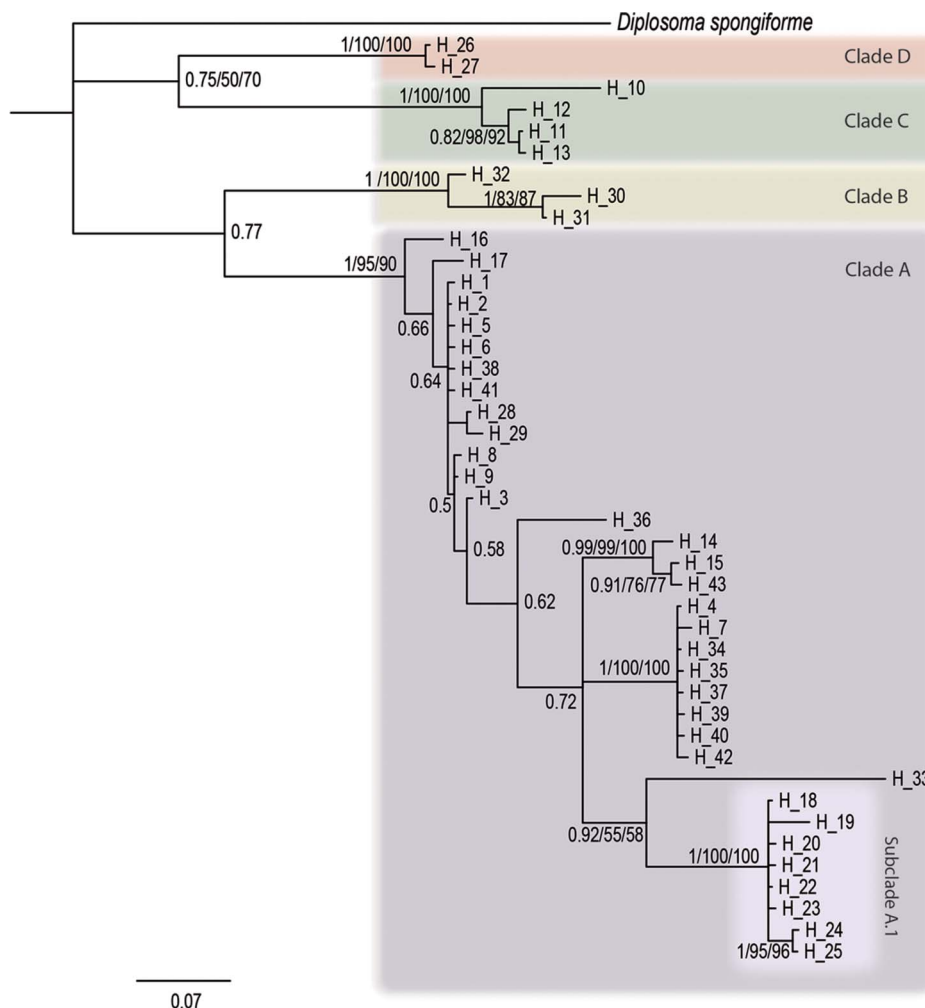 Diplosoma spongiforme
1/100/100
H_26
Clade D
H_27
0.75/50/70
1/100/100
H_10
H_12
Clade C
0.82/98/92
H_11
H_13
1 /100/100
H_32
1/83/87
H_30
Clade B
H_31
0.77
H_16
1/95/90
H_17
Clade A
H_1
H_2
0.66
H_5
H_6
H_38
0.64
H_41
H_28
H_29
H_8
H_9
0.5
H_3
H_36
0.58
0.99/99/100
H_14
H_15
0.91/76/77
H_43
0.62
H_4
H_7
H_34
1/100/100
H_35
H_37
0.72
H_39
H_40
H_42
H_33
H_18
H_19
0.92/55/58
H_20
1/100/100
H_21
H_22
H_23
Subclade A.1
H_24
1/95/96
H_25
0.07